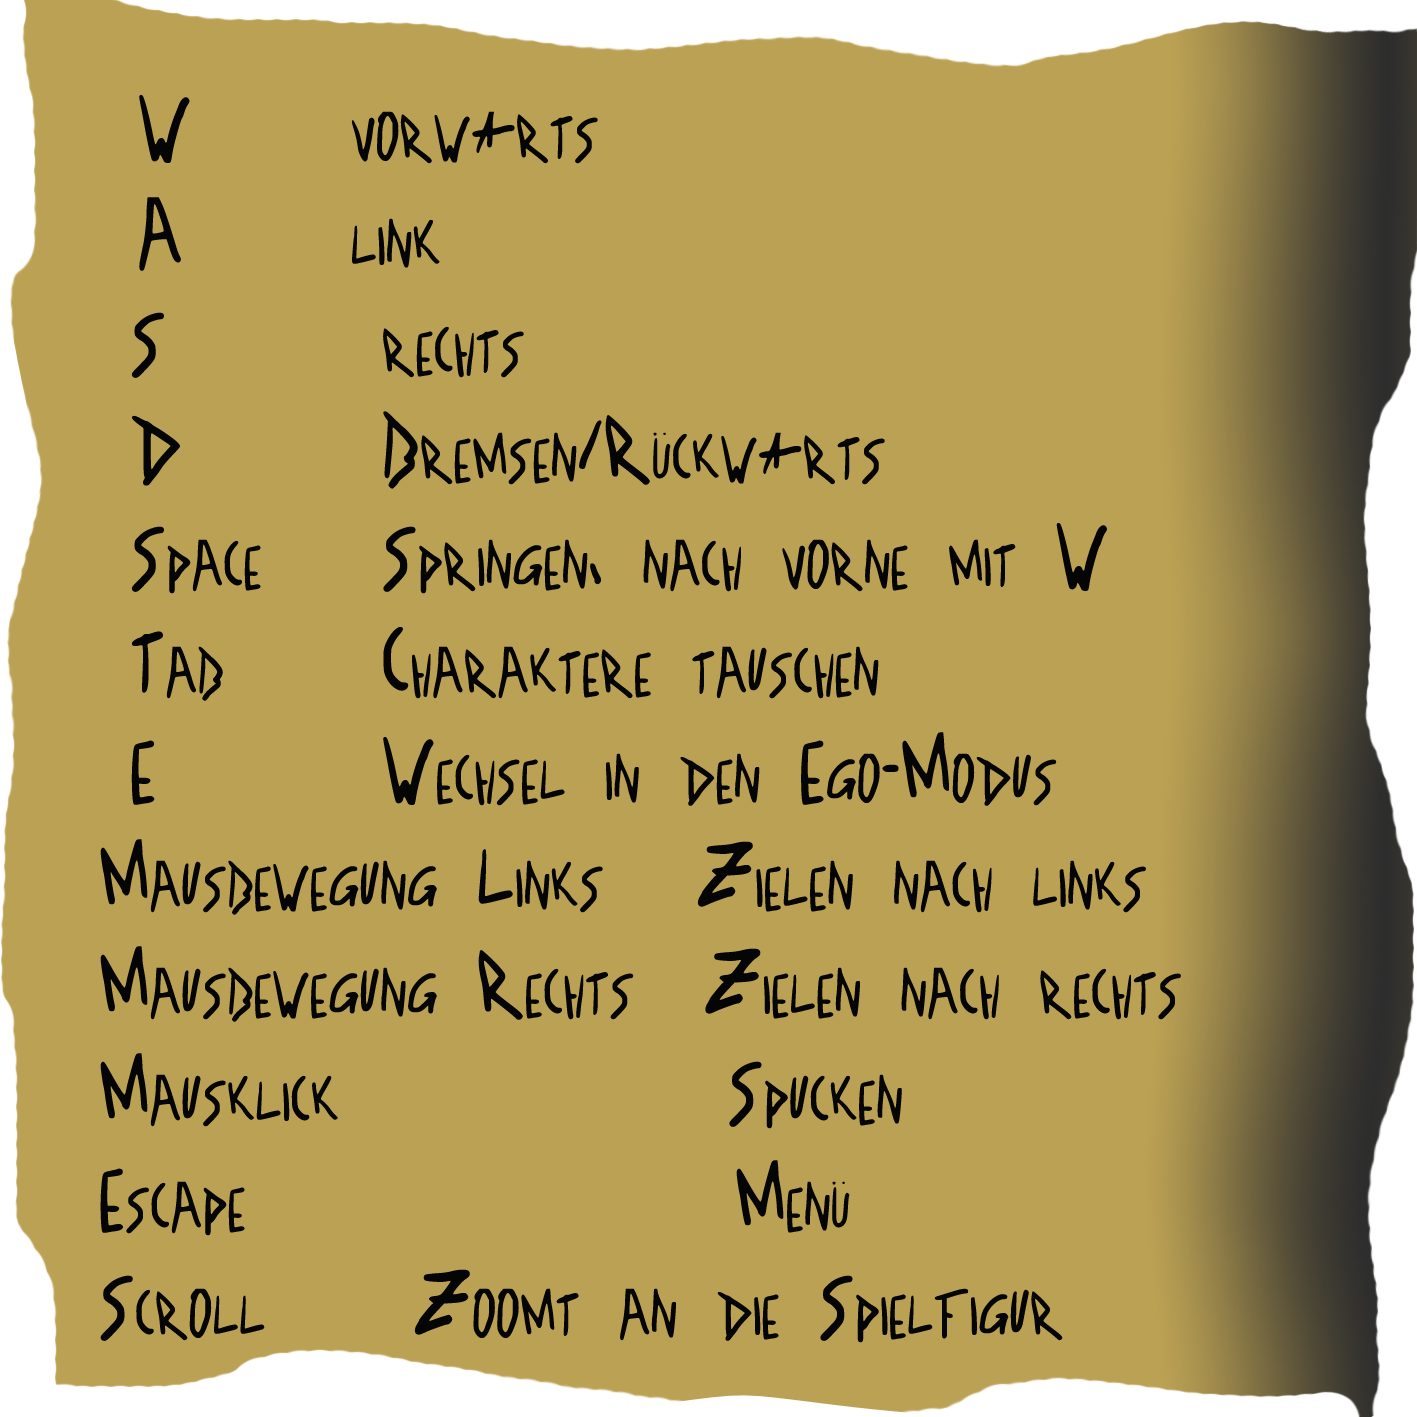 W vorwärts
A link
S rechts
D Bremsen/Rückwärts
Space Springen, nach vorne mit W
Tab Charaktere tauschen
E Wechsel in den Ego-Modus
Mausbewegung Links Zielen nach links
Mausbewegung Rechts Zielen nach rechts
Mausklick Spucken
Escape Menü
Scroll Zoomt an die Spielfigur